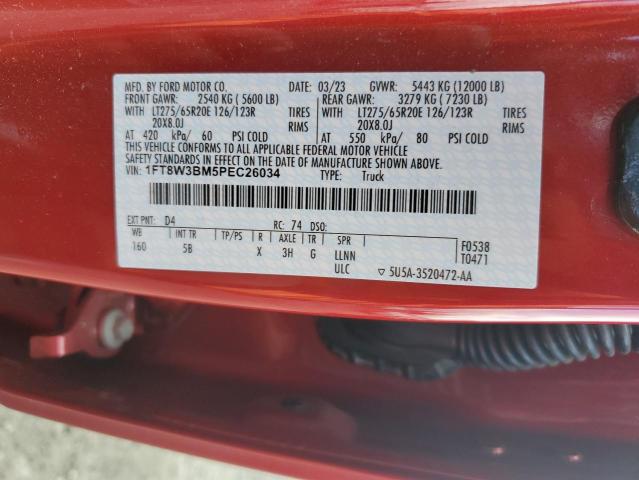 MFD. BY FORD MOTOR CO. 03/23 GVWR: 5443 KG (12000 LB)
FRONT GAWR: 2540 KG (5600 LB) REAR GAWR: 3279 KG (7230 LB)
WITH LT275/65R20E 126/123R TIRES WITH LT275/65R20E 126/123R TIRES
20X8.0J RIMS 20X8.0J RIMS
AT 420 kPa/ 60 PSI COLD AT 550 kPa/ 80 PSI COLD
THIS VEHICLE CONFORMS TO ALL APPLICABLE FEDERAL MOTOR VEHICLE
SAFETY STANDARDS IN EFFECT ON THE DATE OF MANUFACTURE SHOWN ABOVE.
VIN: 1FT8W3BM5PEC26034 TYPE: Truck
EXT PNT: D4 RC: 74 DSO:
WB INT TR TP/PS R AXLE TR SPR F0538
160 5B X 3H G LLNN T0471
ULC ▽ 5U5A-3520472-AA